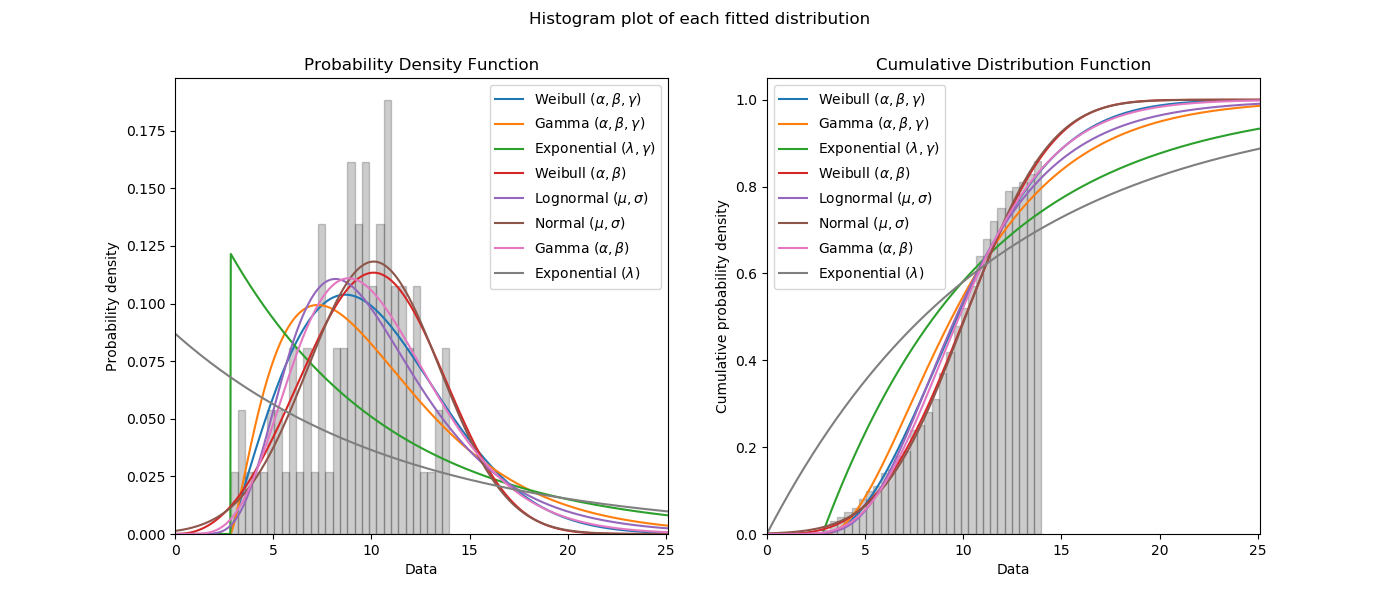 Histogram plot of each fitted distribution
Probability Density Function
Probability density
0.175
0.150
0.125
0.100
0.075
0.050
0.025
0.000
0
5
10
15
20
25
Data
Weibull (α, β, γ)
Gamma (α, β, γ)
Exponential (λ, γ)
Weibull (α, β)
Lognormal (μ, σ)
Normal (μ, σ)
Gamma (α, β)
Exponential (λ)
Cumulative Distribution Function
Cumulative probability density
1.0
0.8
0.6
0.4
0.2
0.0
0
5
10
15
20
25
Data
Weibull (α, β, γ)
Gamma (α, β, γ)
Exponential (λ, γ)
Weibull (α, β)
Lognormal (μ, σ)
Normal (μ, σ)
Gamma (α, β)
Exponential (λ)